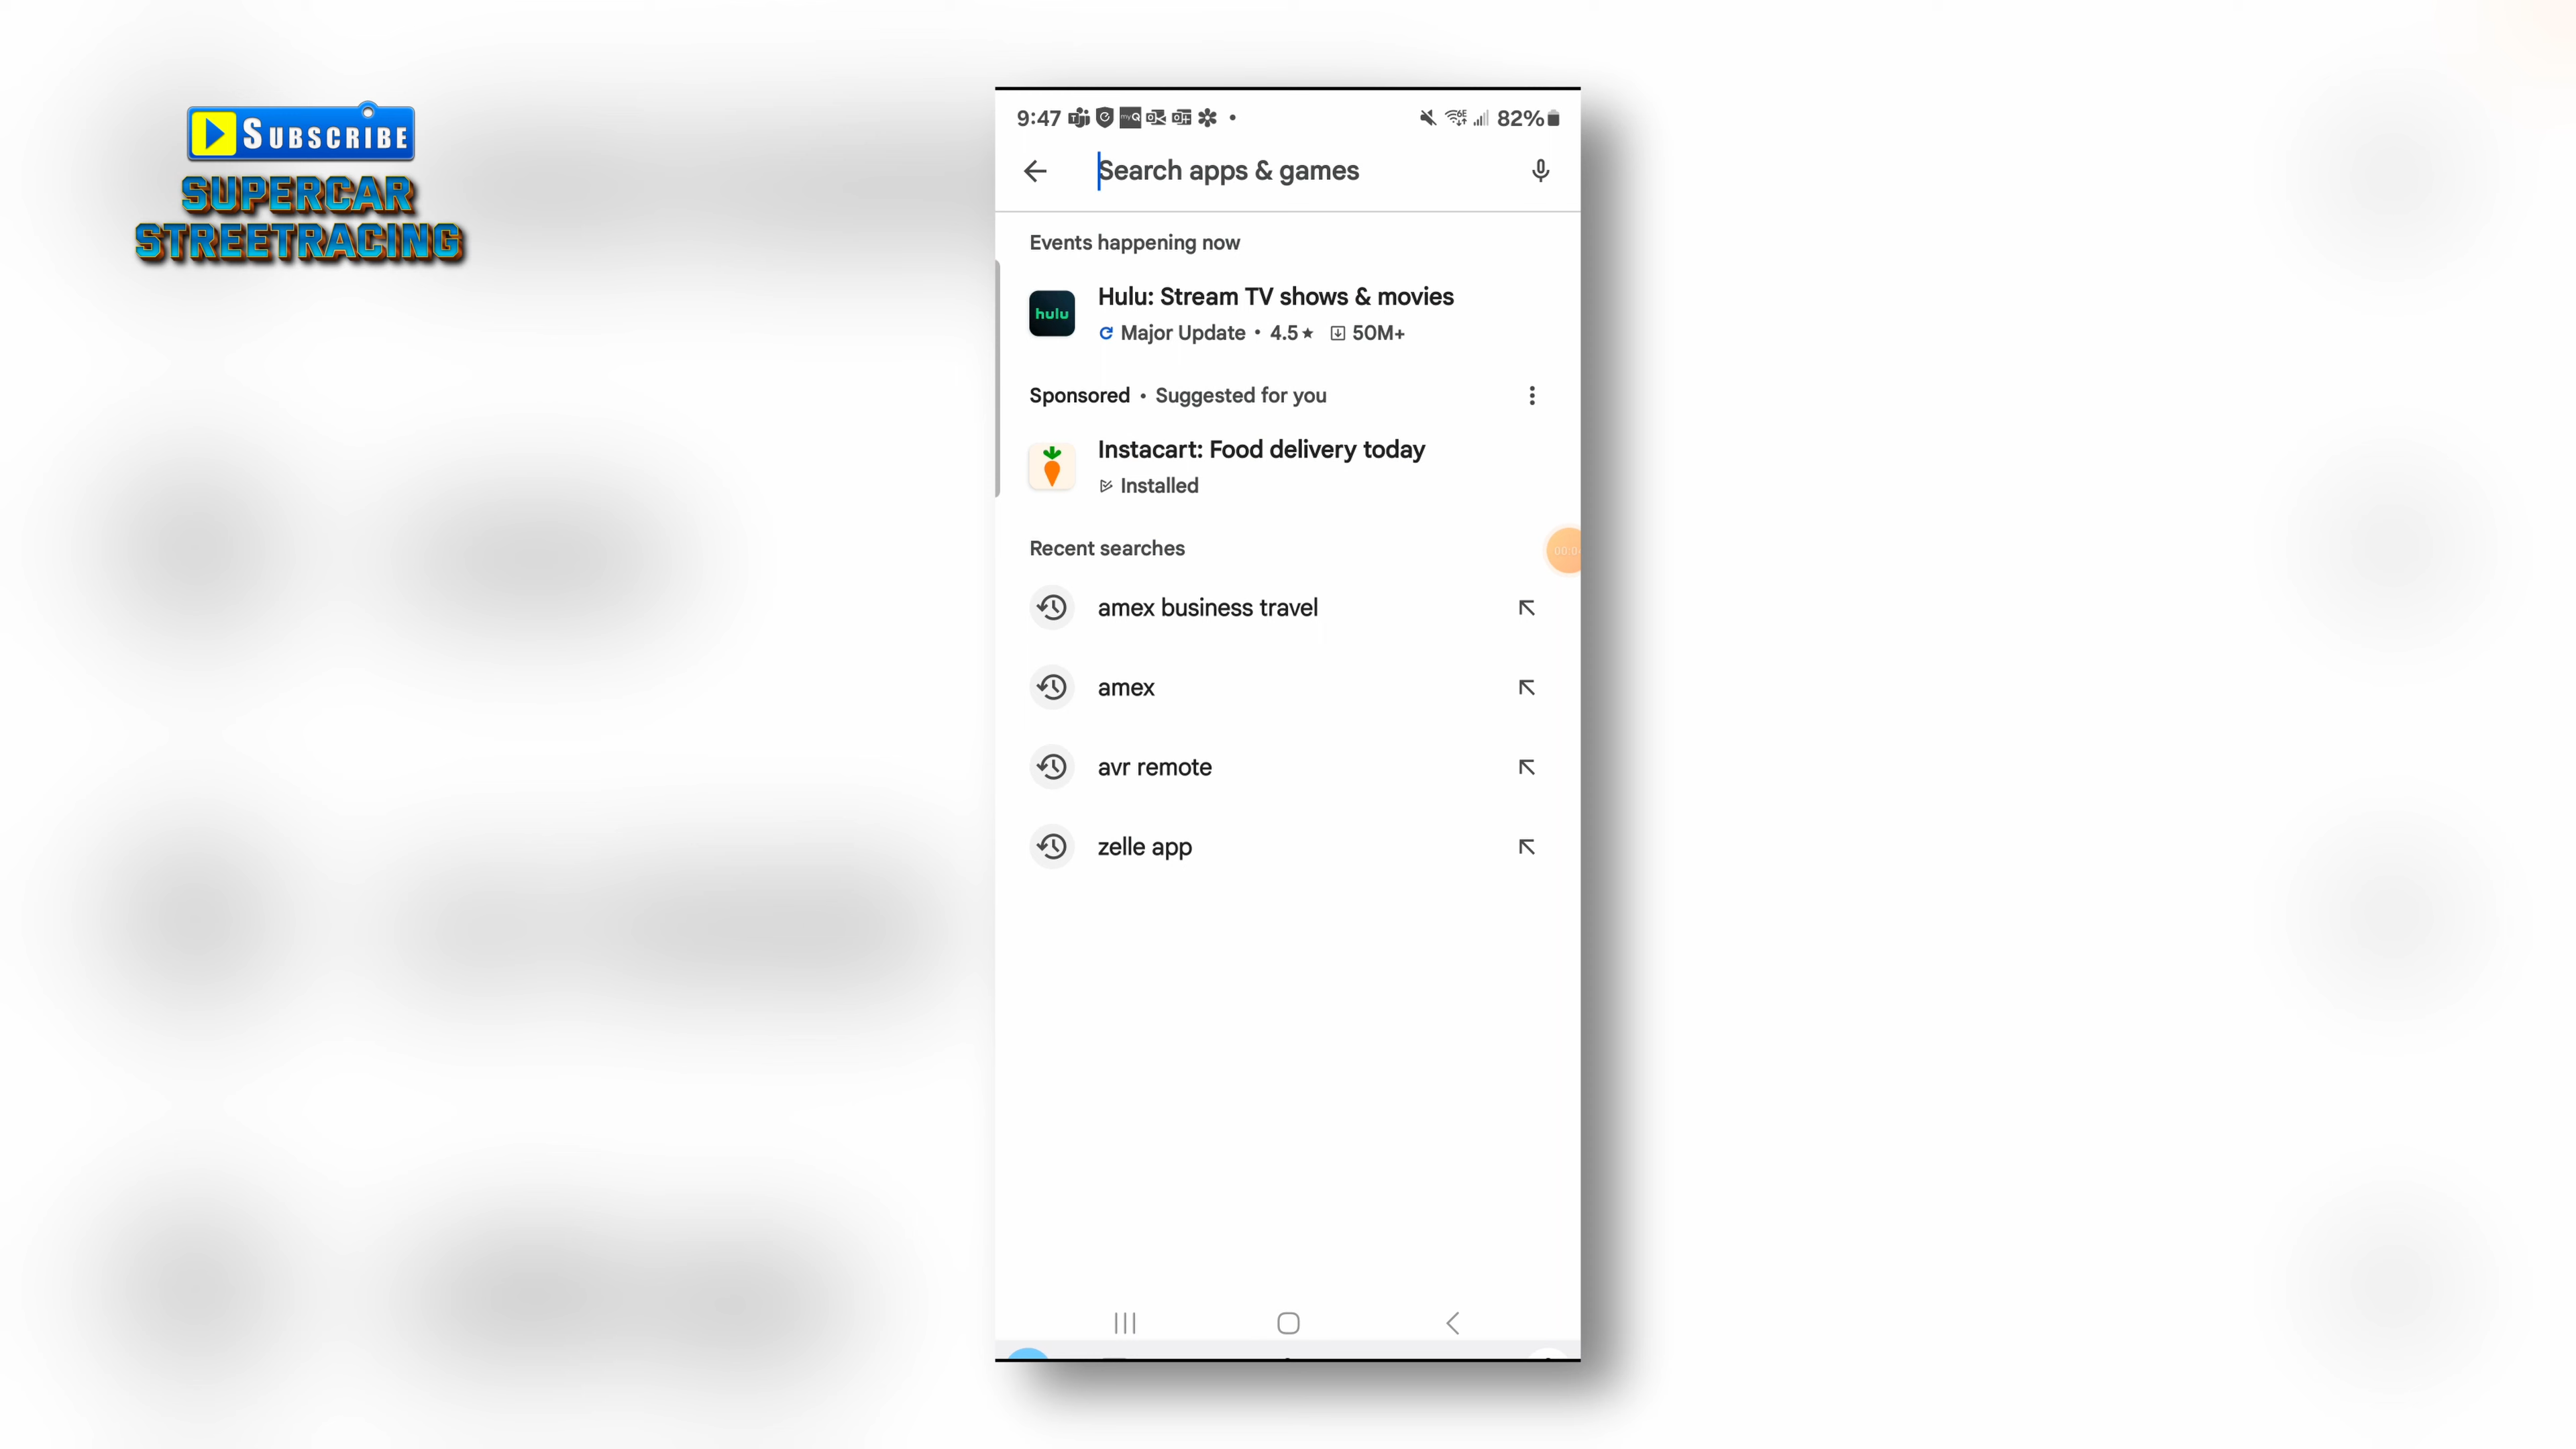 SUBSCRIBE
SUPERCAR
STREETRACING
9:47
82%
Search apps & games
Events happening now
hulu
Hulu: Stream TV shows & movies
Major Update • 4.5★ 50M+
Sponsored • Suggested for you
Instacart: Food delivery today
Installed
Recent searches
amex business travel
amex
avr remote
zelle app